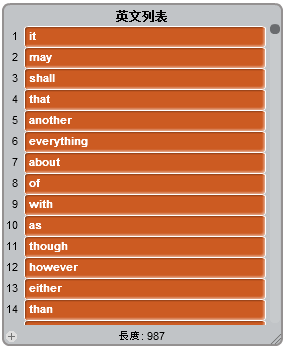 英文列表
1 it
2 may
3 shall
4 that
5 another
6 everything
7 about
8 of
9 with
10 as
11 though
12 however
13 either
14 than
+ 長度: 987